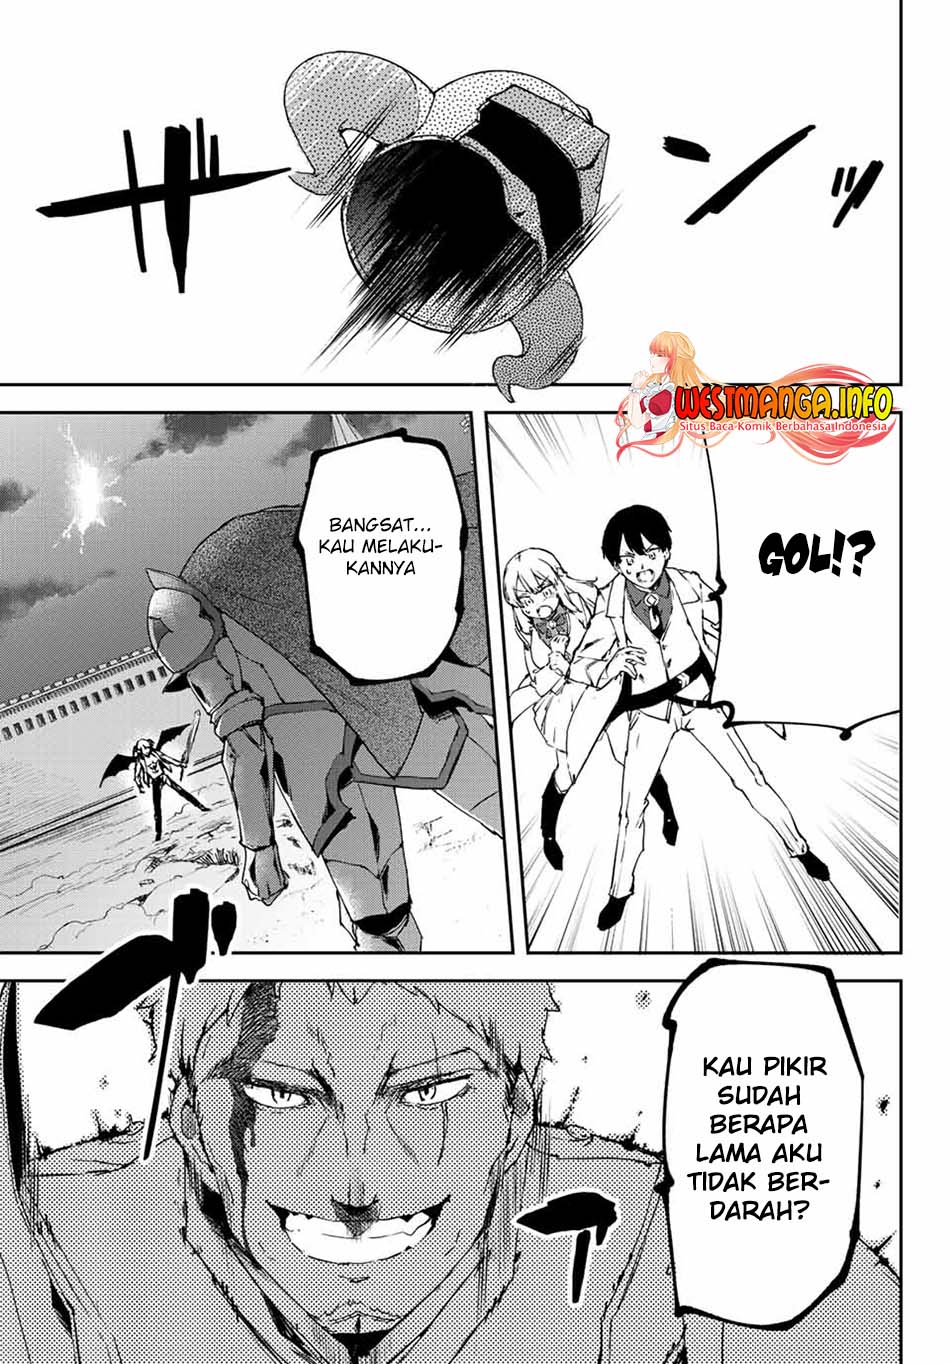 ザンッ
WESTMANGA.INFO
Situs Baca Komik Berbahasa Indonesia
GOL!?
BANGSAT...
KAU MELAKU-
KANNYA
KAU PIKIR
SUDAH
BERAPA
LAMA AKU
TIDAK BER-
DARAH?